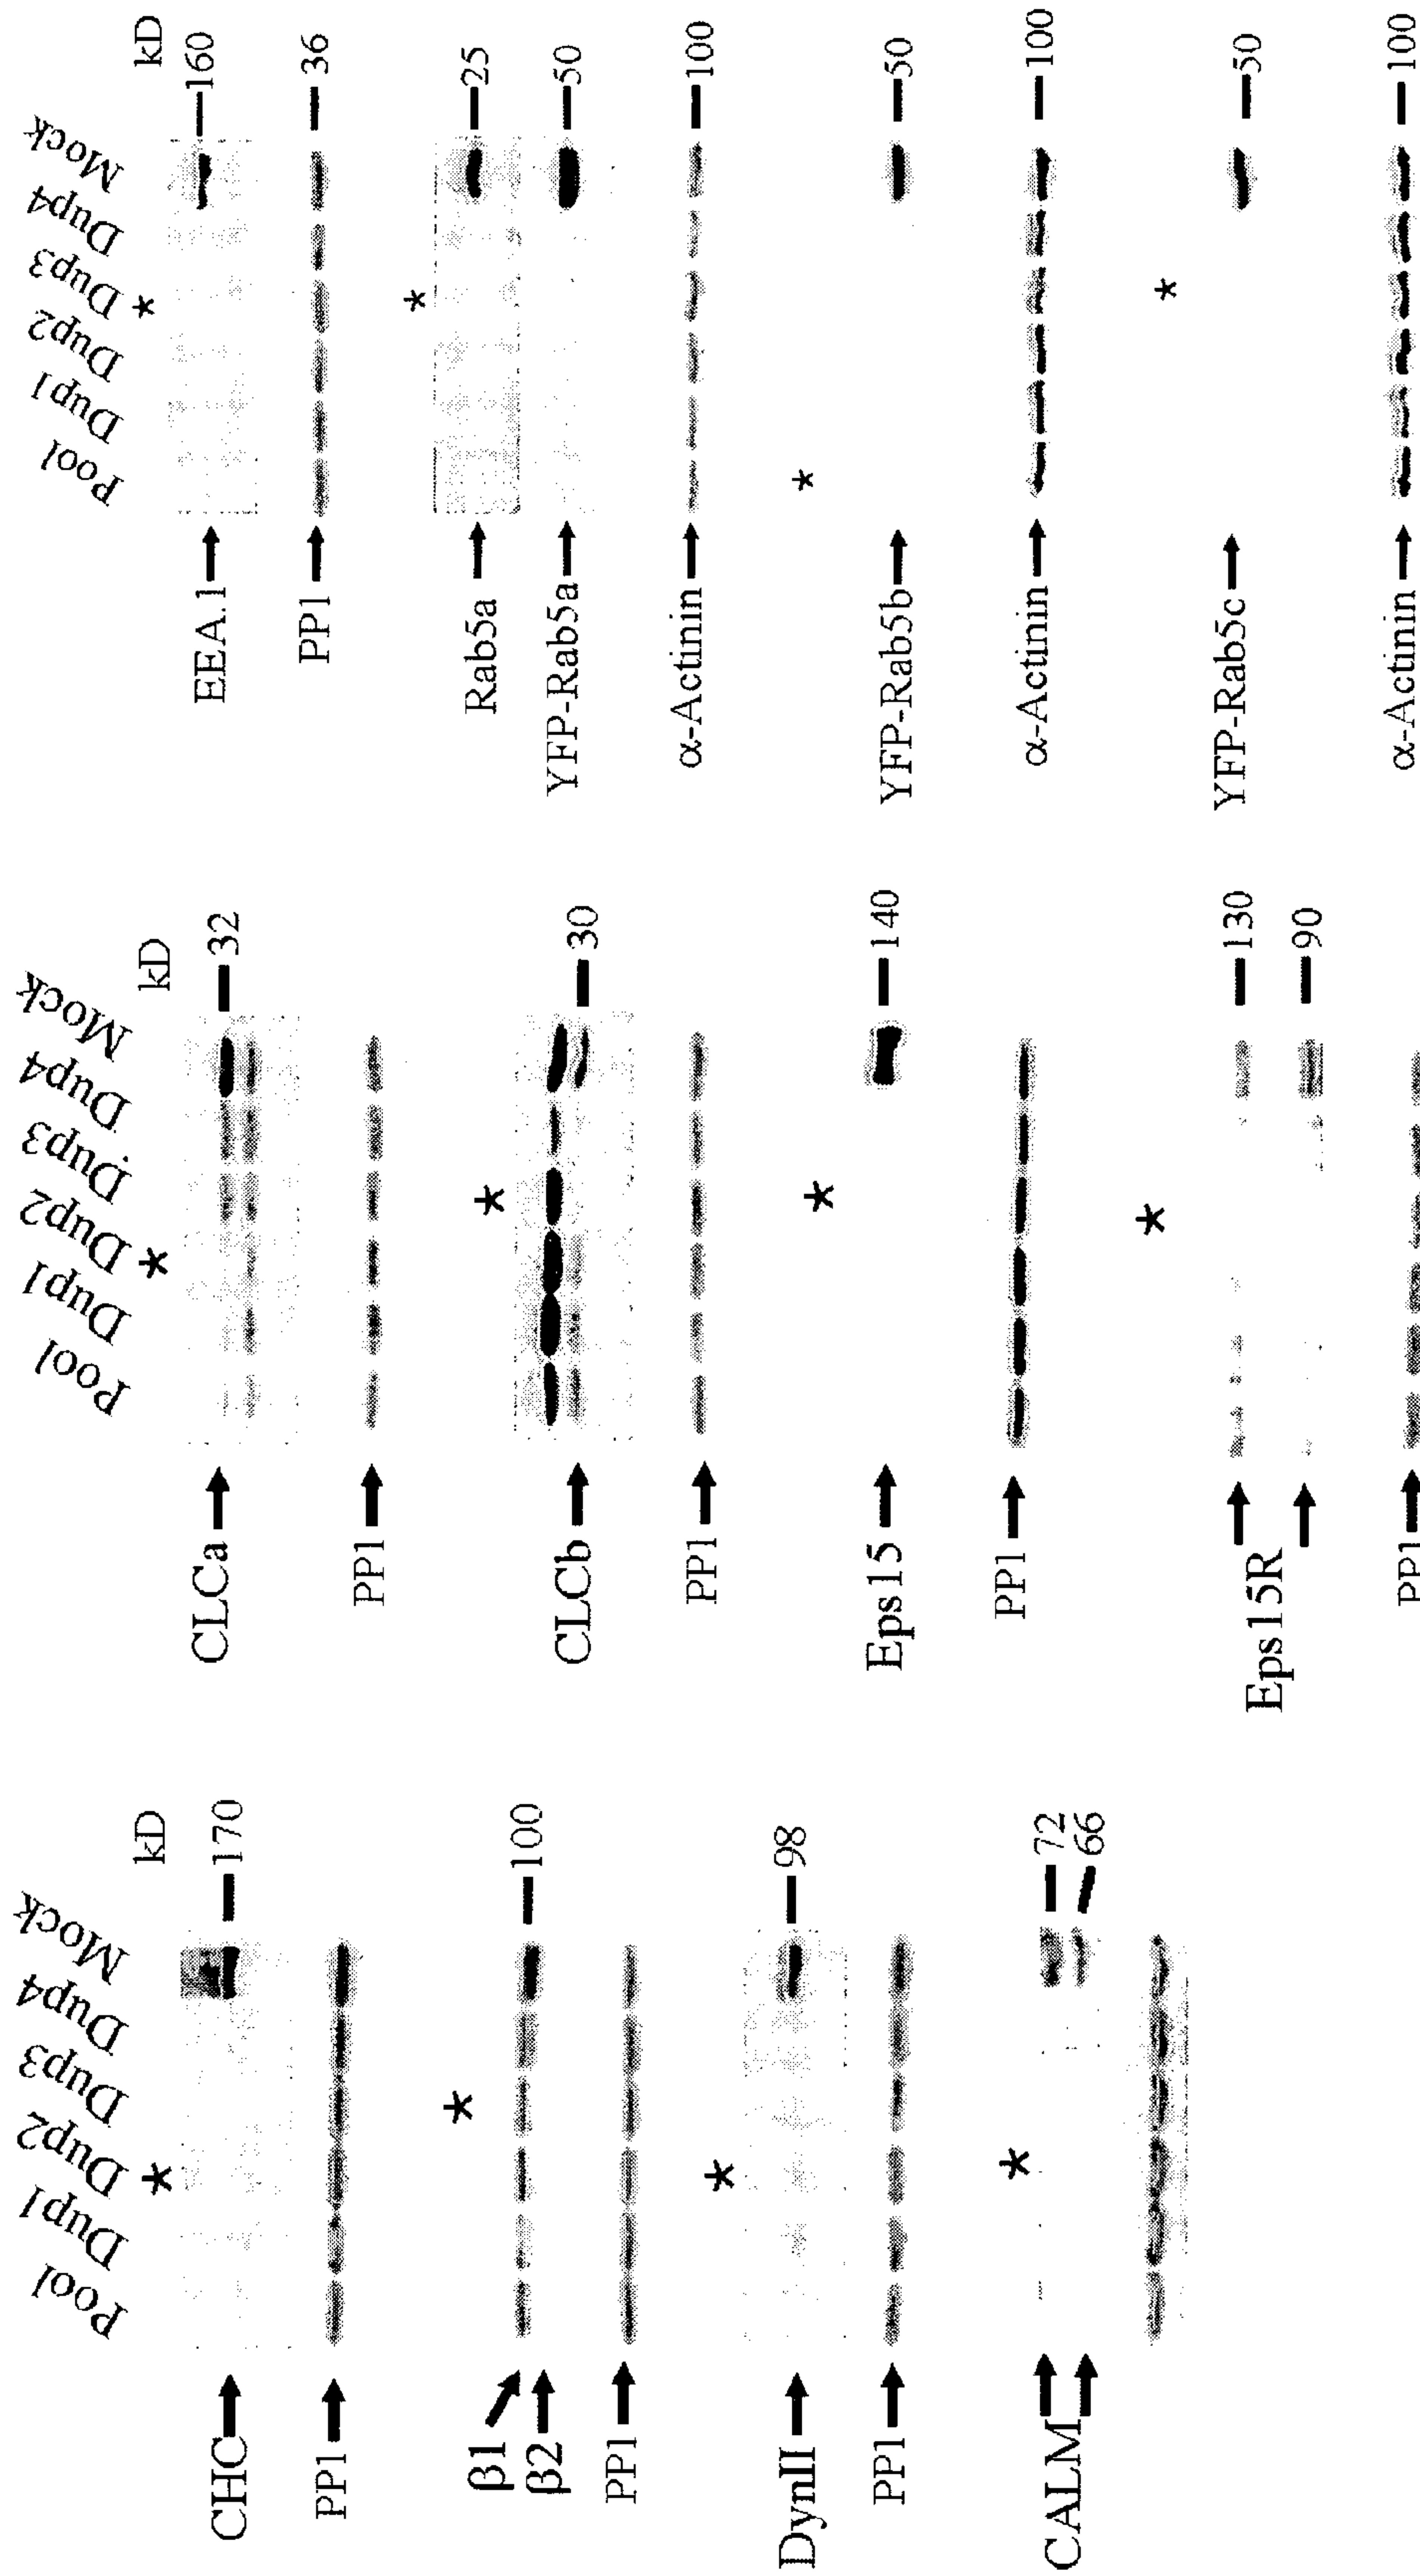 Pool Dup1 Dup2 Dup3 Dup4 Mock kD
*
CHC 170
PP1
*
β1 100
β2
PP1
*
DynII 98
PP1
*
CALM 72
66
Pool Dup1 Dup2 Dup3 Dup4 Mock kD
*
CLCa 32
PP1
*
CLCb 30
PP1
*
Eps15 140
PP1
*
130
Eps15R
90
PP1
Pool Dup1 Dup2 Dup3 Dup4 Mock kD
*
EEA.1 160
PP1 36
*
Rab5a 25
YFP-Rab5a 50
α-Actinin 100
*
YFP-Rab5b 50
α-Actinin 100
*
YFP-Rab5c 50
α-Actinin 100